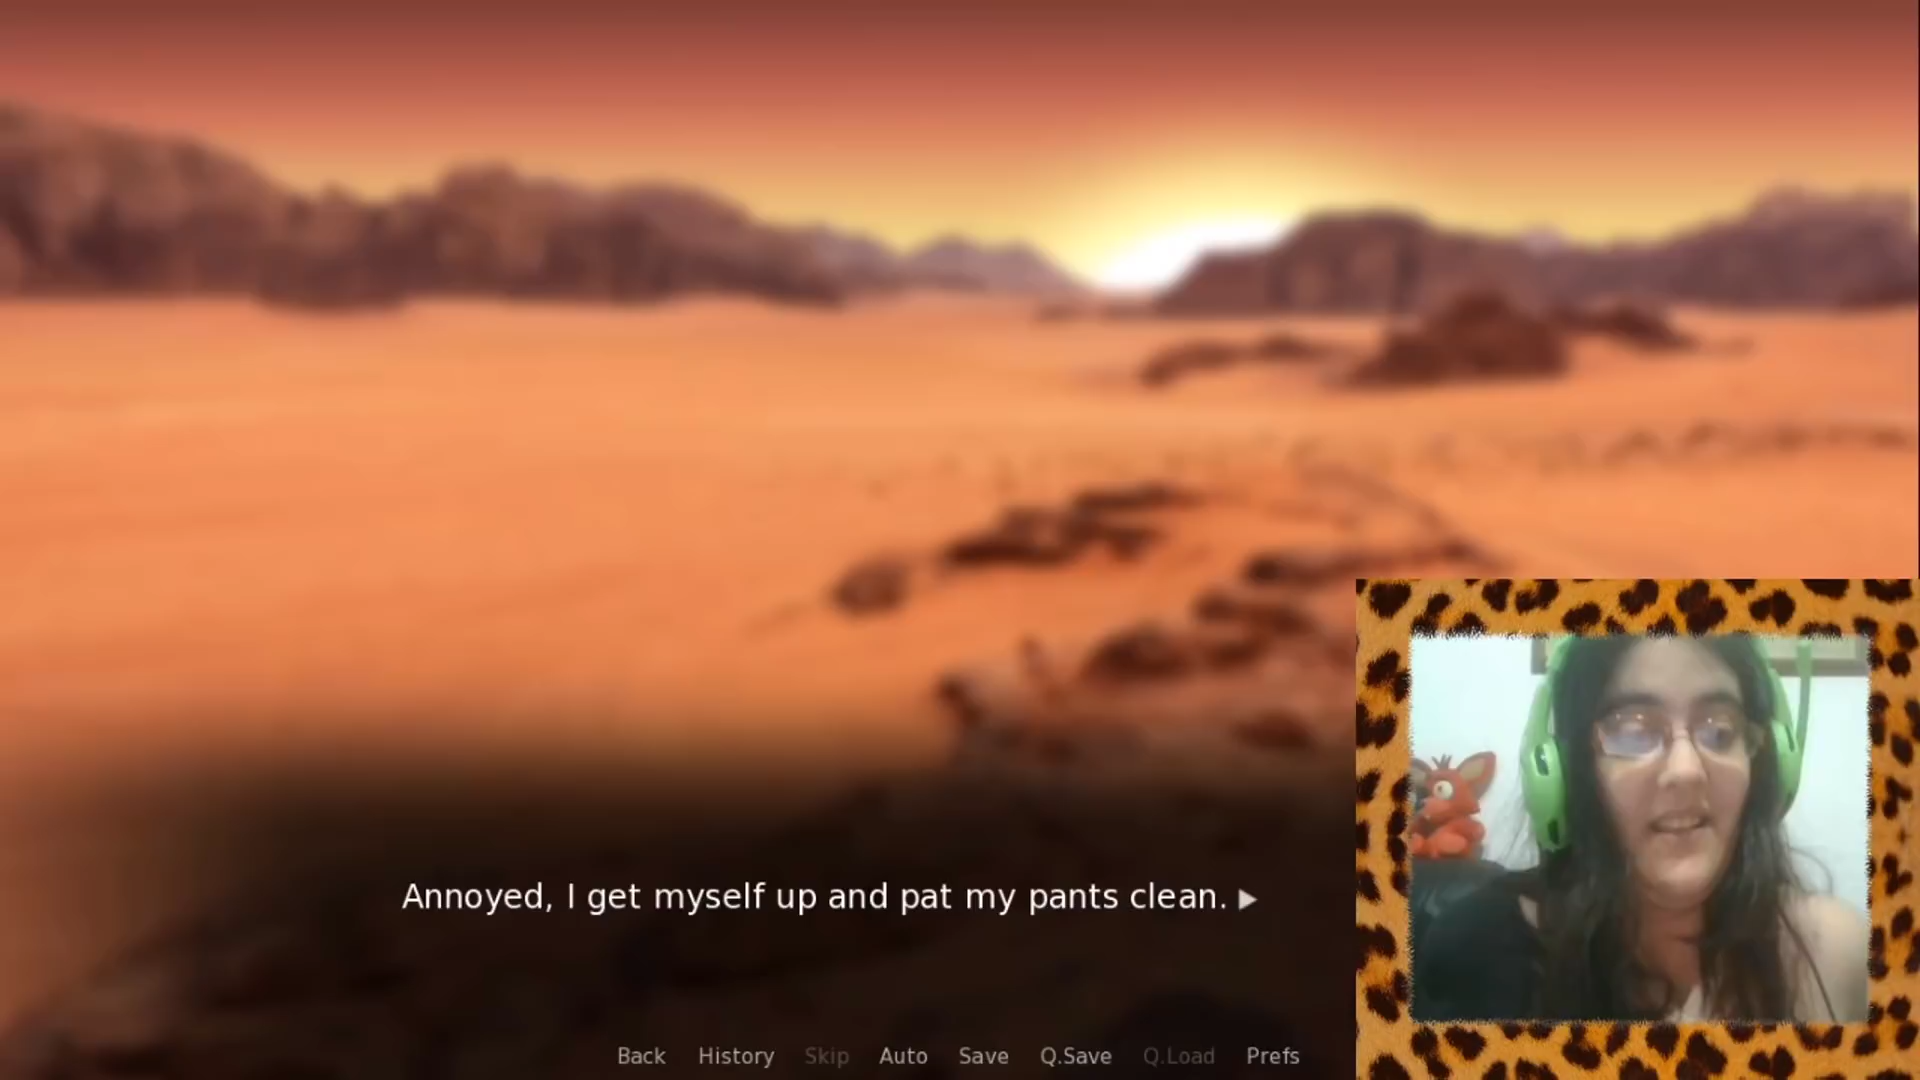 Annoyed, I get myself up and pat my pants clean.
Back History Skip Auto Save Q.Save Q.Load Prefs